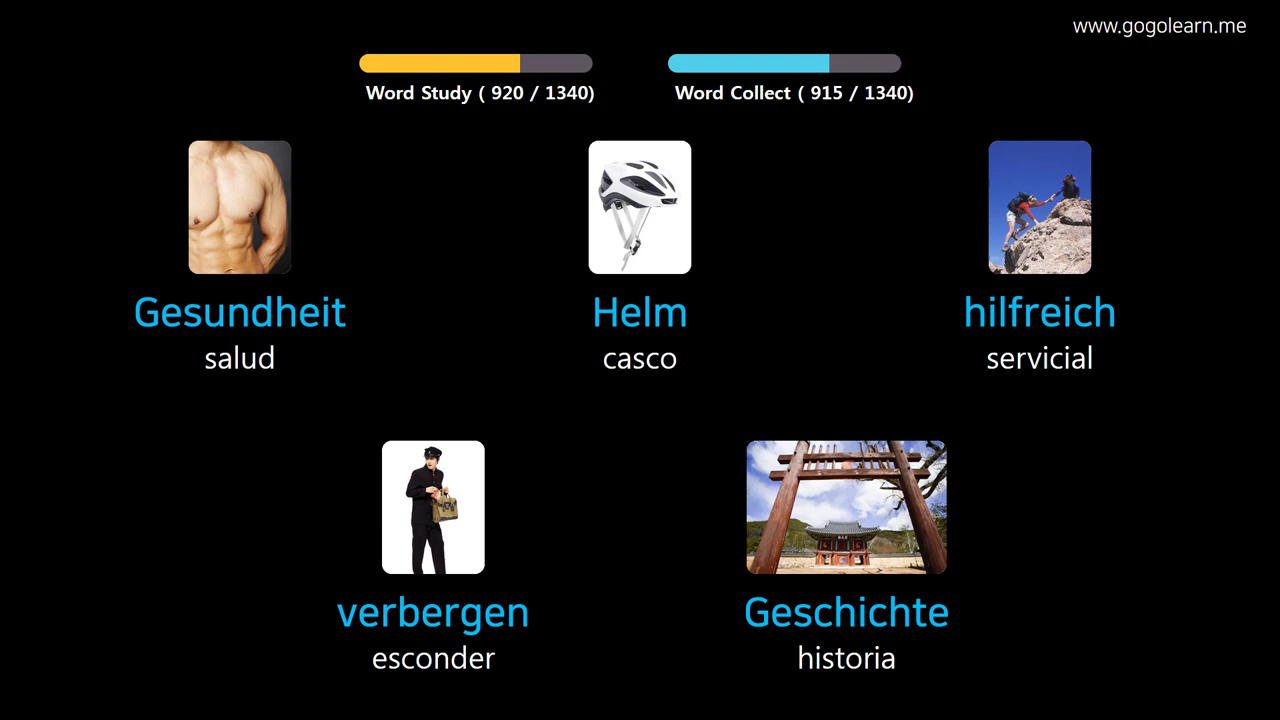 www.gogolearn.me
Word Study ( 920 / 1340)
Word Collect ( 915 / 1340)
Gesundheit
salud
Helm
casco
hilfreich
servicial
verbergen
esconder
Geschichte
historia